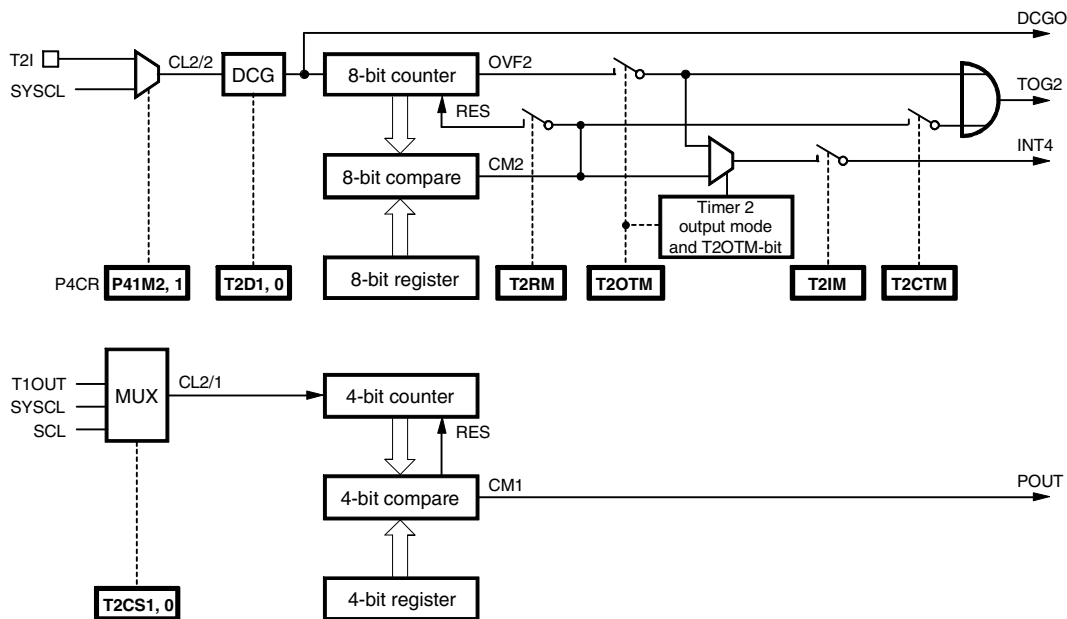 DCGO
T2I
CL2/2
DCG
8-bit counter
OVF2
SYSCL
TOG2
RES
INT4
8-bit compare
CM2
Timer 2
output mode
and T2OTM-bit
P4CR
P41M2, 1
T2D1, 0
8-bit register
T2RM
T2OTM
T2IM
T2CTM
T1OUT
SYSCL
SCL
MUX
CL2/1
4-bit counter
RES
4-bit compare
CM1
POUT
T2CS1, 0
4-bit register